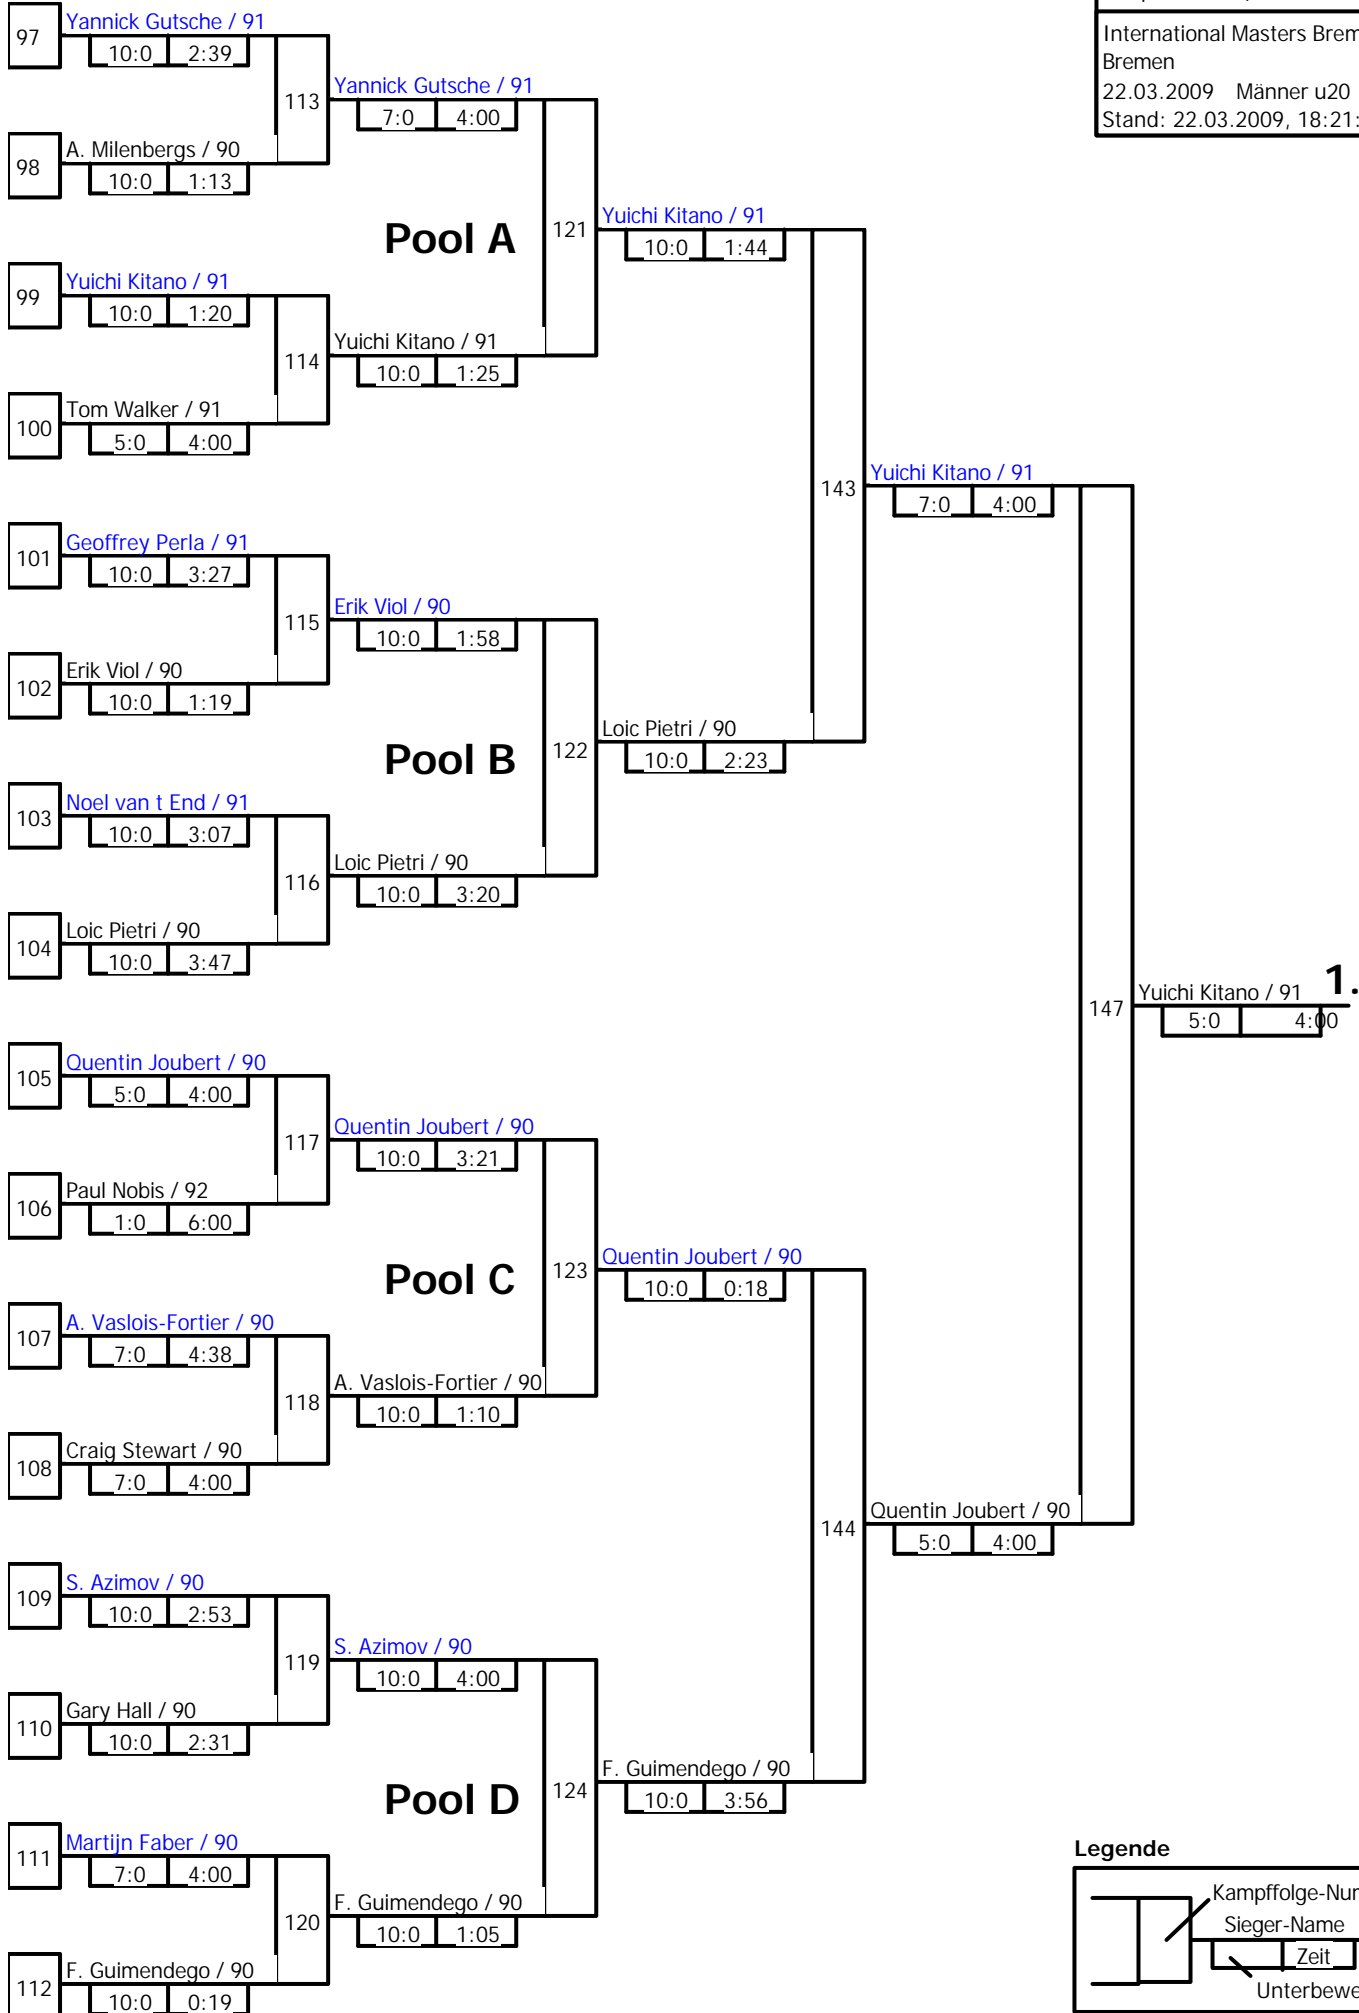 International Masters Brem
Bremen
22.03.2009 Männer u20
Stand: 22.03.2009, 18:21:
97
Yannick Gutsche / 91
10:0 2:39
113
Yannick Gutsche / 91
7:0 4:00
98
A. Milenbergs / 90
10:0 1:13
Pool A
121
Yuichi Kitano / 91
10:0 1:44
99
Yuichi Kitano / 91
10:0 1:20
114
Yuichi Kitano / 91
10:0 1:25
100
Tom Walker / 91
5:0 4:00
143
Yuichi Kitano / 91
7:0 4:00
101
Geoffrey Perla / 91
10:0 3:27
115
Erik Viol / 90
10:0 1:58
102
Erik Viol / 90
10:0 1:19
Pool B
122
Loic Pietri / 90
10:0 2:23
103
Noel van t End / 91
10:0 3:07
116
Loic Pietri / 90
10:0 3:20
104
Loic Pietri / 90
10:0 3:47
147
Yuichi Kitano / 91 1.
5:0 4:00
105
Quentin Joubert / 90
5:0 4:00
117
Quentin Joubert / 90
10:0 3:21
106
Paul Nobis / 92
1:0 6:00
Pool C
123
Quentin Joubert / 90
10:0 0:18
107
A. Vaslois-Fortier / 90
7:0 4:38
118
A. Vaslois-Fortier / 90
10:0 1:10
108
Craig Stewart / 90
7:0 4:00
144
Quentin Joubert / 90
5:0 4:00
109
S. Azimov / 90
10:0 2:53
119
S. Azimov / 90
10:0 4:00
110
Gary Hall / 90
10:0 2:31
Pool D
124
F. Guimendego / 90
10:0 3:56
111
Martijn Faber / 90
7:0 4:00
120
F. Guimendego / 90
10:0 1:05
112
F. Guimendego / 90
10:0 0:19
Legende
Kampffolge-Nur
Sieger-Name
Zeit
Unterbewe